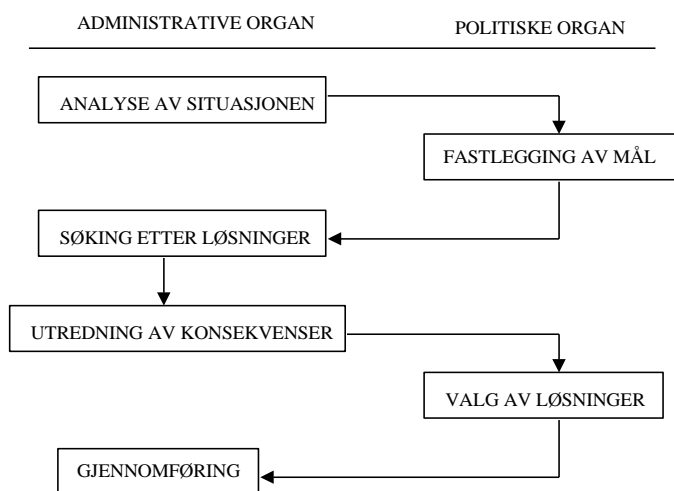 ADMINISTRATIVE ORGAN
POLITISKE ORGAN
ANALYSE AV SITUASJONEN
FASTLEGGING AV MÅL
SØKING ETTER LØSNINGER
UTREDNING AV KONSEKVENSER
VALG AV LØSNINGER
GJENNOMFØRING